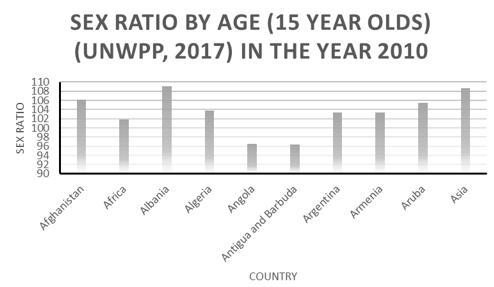 SEX RATIO BY AGE (15 YEAR OLDS)
(UNWPP, 2017) IN THE YEAR 2010
SEX RATIO
110
108
106
104
102
100
98
96
94
92
90
Afghanistan
Africa
Albania
Algeria
Angola
Antigua and Barbuda
Argentina
Armenia
Aruba
Asia
COUNTRY